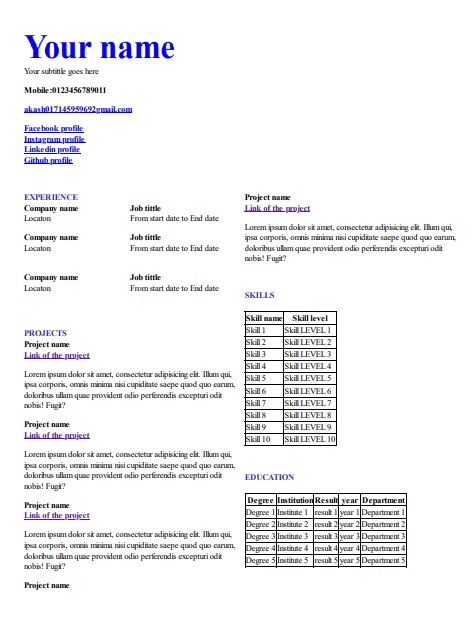 Your name
Your subtitle goes here
Mobile:0123456789011
akash017145959692gmail.com
Facebook profile
Instagram profile
Linkedin profile
Github profile
EXPERIENCE
Company name Job tittle
Locaton From start date to End date
Company name Job tittle
Locaton From start date to End date
Company name Job tittle
Locaton From start date to End date
PROJECTS
Project name
Link of the project
Lorem ipsum dolor sit amet, consectetur adipisicing elit. Illum qui,
ipsa corporis, omnis minima nisi cupiditate saepe quod quo earum,
doloribus ullam quae provident odio perferendis excepturi odit
nobis! Fugit?
Project name
Link of the project
Lorem ipsum dolor sit amet, consectetur adipisicing elit. Illum qui,
ipsa corporis, omnis minima nisi cupiditate saepe quod quo earum,
doloribus ullam quae provident odio perferendis excepturi odit
nobis! Fugit?
Project name
Link of the project
Lorem ipsum dolor sit amet, consectetur adipisicing elit. Illum qui,
ipsa corporis, omnis minima nisi cupiditate saepe quod quo earum,
doloribus ullam quae provident odio perferendis excepturi odit
nobis! Fugit?
Project name
Project name
Link of the project
Lorem ipsum dolor sit amet, consectetur adipisicing elit. Illum qui,
ipsa corporis, omnis minima nisi cupiditate saepe quod quo earum,
doloribus ullam quae provident odio perferendis excepturi odit
nobis! Fugit?
SKILLS
Skill name Skill level
Skill 1 Skill LEVEL 1
Skill 2 Skill LEVEL 2
Skill 3 Skill LEVEL 3
Skill 4 Skill LEVEL 4
Skill 5 Skill LEVEL 5
Skill 6 Skill LEVEL 6
Skill 7 Skill LEVEL 7
Skill 8 Skill LEVEL 8
Skill 9 Skill LEVEL 9
Skill 10 Skill LEVEL 10
EDUCATION
Degree Institution Result year Department
Degree 1 Institute 1 result 1 year 1 Department 1
Degree 2 Institute 2 result 2 year 2 Department 2
Degree 3 Institute 3 result 3 year 3 Department 3
Degree 4 Institute 4 result 4 year 4 Department 4
Degree 5 Institute 5 result 5 year 5 Department 5